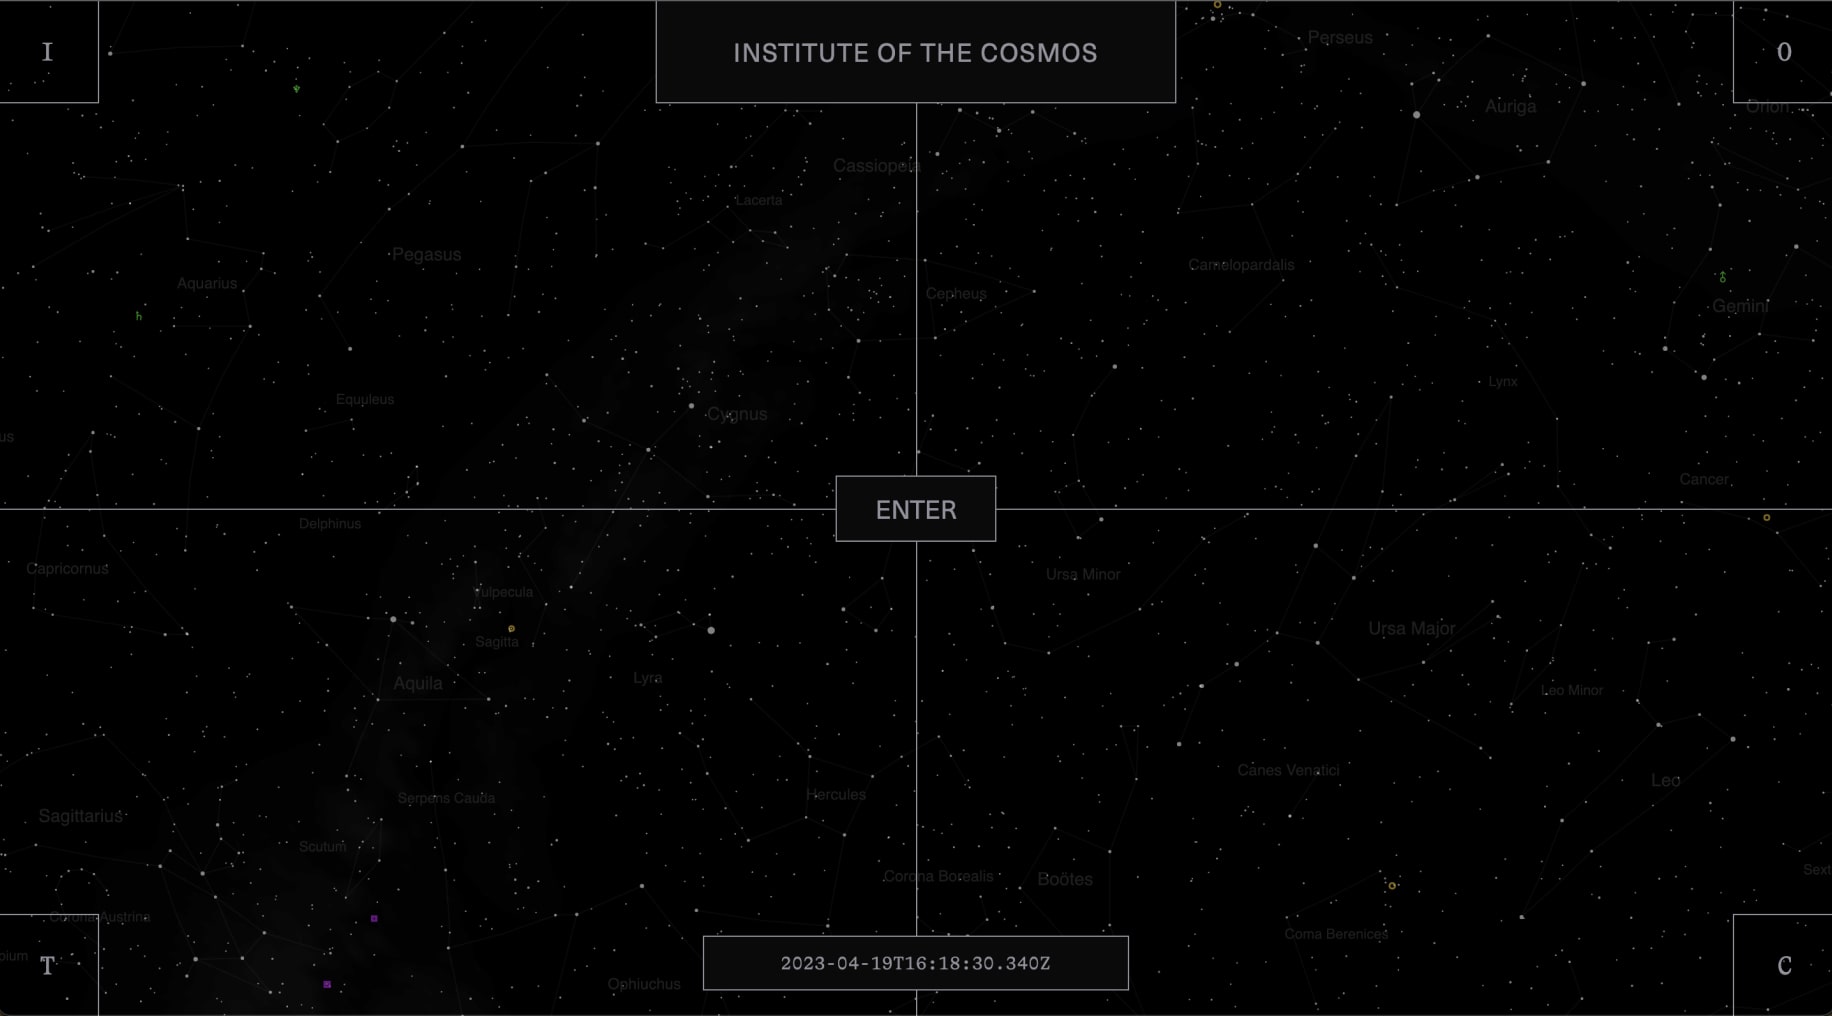 I
INSTITUTE OF THE COSMOS
O
Perseus
Auriga
Orion
Cassiopeia
Lacerta
Pegasus
Camelopardalis
Aquarius
Cepheus
Gemini
Lynx
Equuleus
Cygnus
us
Cancer
ENTER
Delphinus
Capricornus
Ursa Minor
Vulpecula
Ursa Major
Sagitta
Lyra
Aquila
Leo Minor
Canes Venatici
Leo
Hercules
Serpens Cauda
Sagittarius
Scutum
Sext
Corona Borealis
Boötes
Corona Austrina
Coma Berenices
pium
T
2023-04-19T16:18:30.340Z
C
Ophiuchus